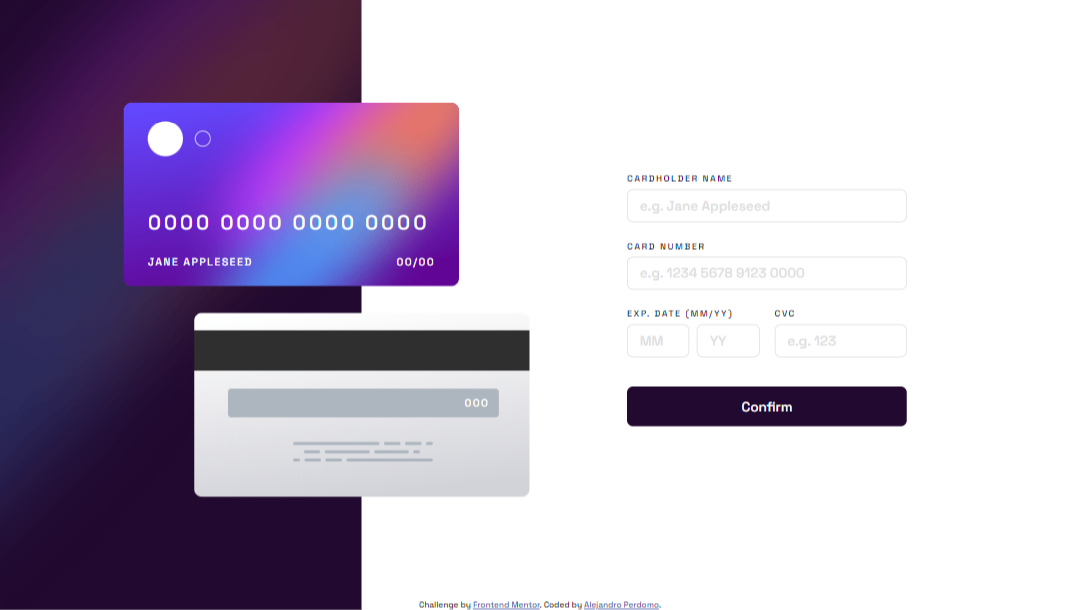 0000 0000 0000 0000
JANE APPLESEED 00/00
000
CARDHOLDER NAME
e.g. Jane Appleseed
CARD NUMBER
e.g. 1234 5678 9123 0000
EXP. DATE (MM/YY) CVC
MM YY e.g. 123
Confirm
Challenge by Frontend Mentor. Coded by Alejandro Perdomo.